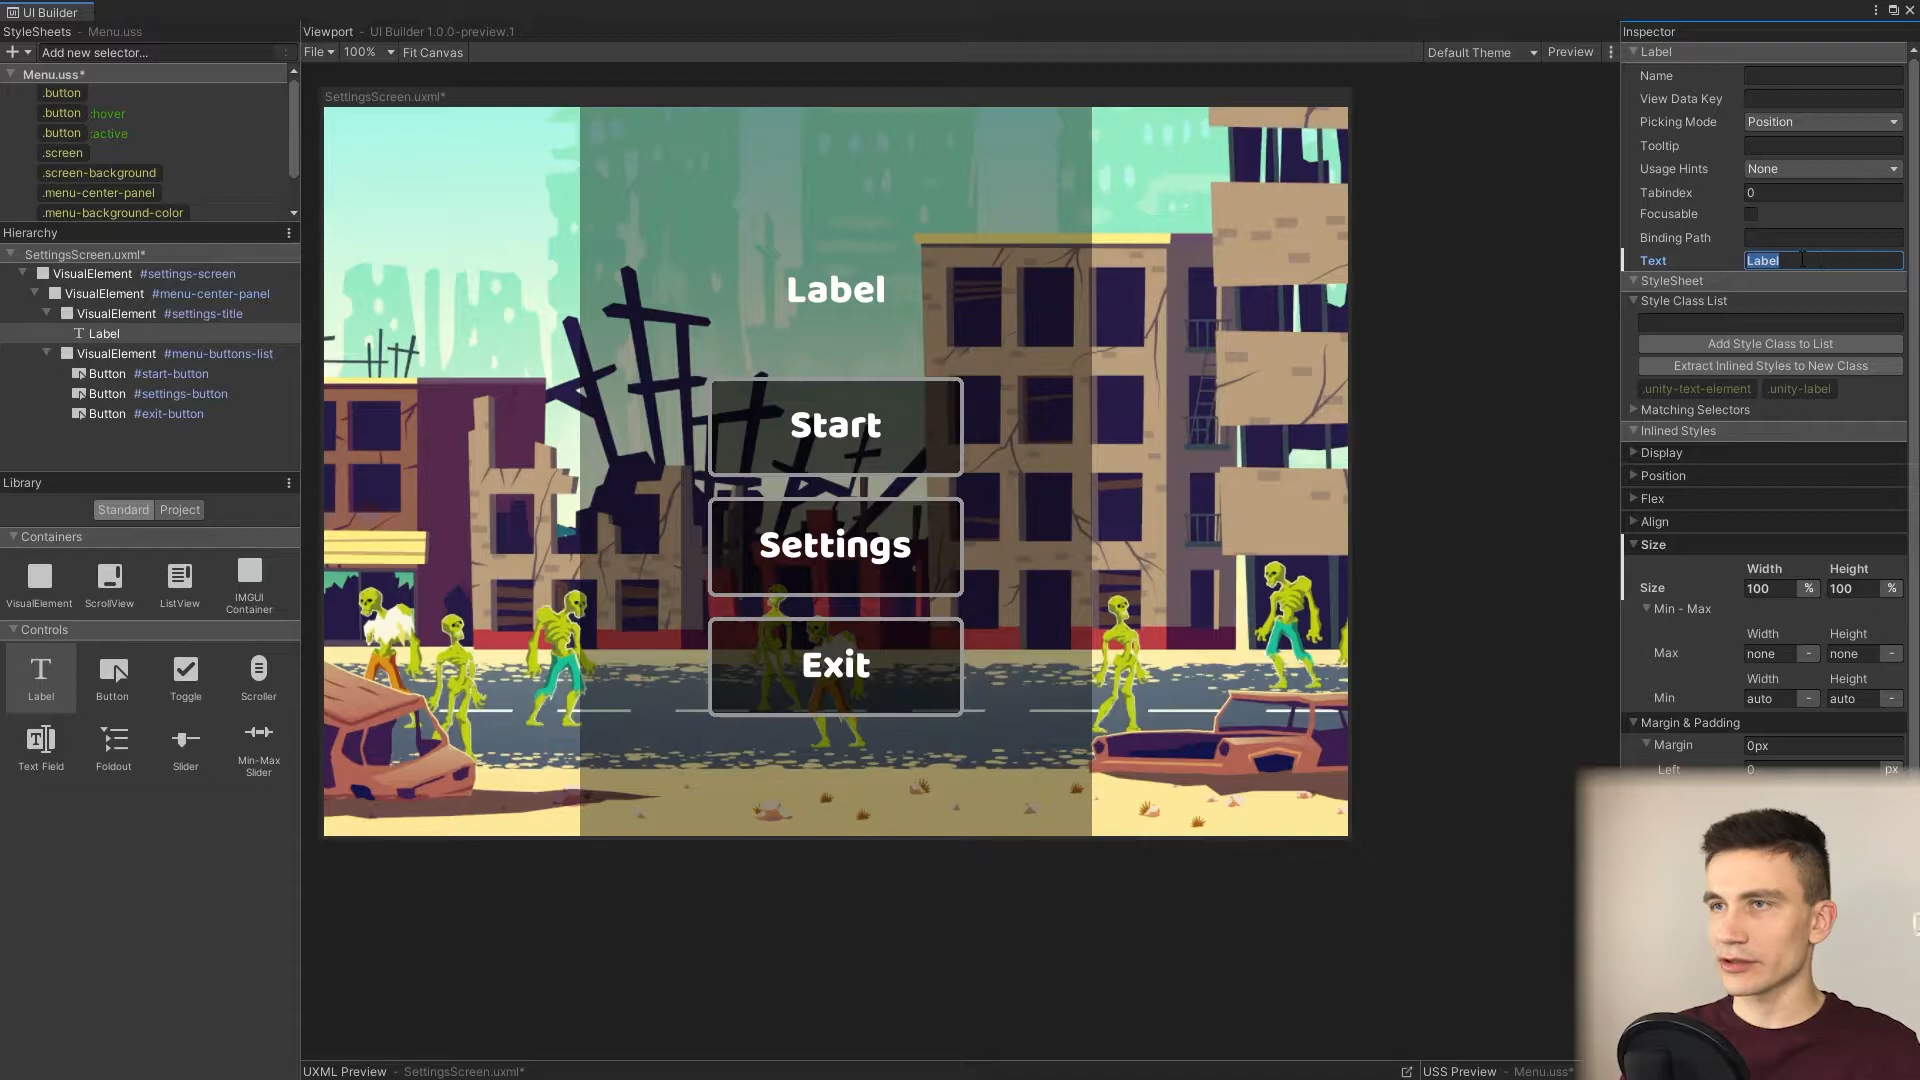 UI Builder
StyleSheets - Menu.uss
Add new selector...
Menu.uss*
.button
.button :hover
.button :active
.screen
.screen-background
.menu-center-panel
.menu-background-color
Hierarchy
SettingsScreen.uxml*
VisualElement #settings-screen
VisualElement #menu-center-panel
VisualElement #settings-title
Label
VisualElement #menu-buttons-list
Button #start-button
Button #settings-button
Button #exit-button
Library
Standard Project
Containers
VisualElement ScrollView ListView IMGUI Container
Controls
Label Button Toggle Scroller
Text Field Foldout Slider Min-Max Slider
Viewport - UI Builder 1.0.0-preview.1
File 100% Fit Canvas
Default Theme Preview
SettingsScreen.uxml*
Label
Start
Settings
Exit
UXML Preview - SettingsScreen.uxml*
USS Preview - Menu.uss*
Inspector
Label
Name
View Data Key
Picking Mode Position
Tooltip
Usage Hints None
Tabindex 0
Focusable
Binding Path
Text Label
StyleSheet
Style Class List
Add Style Class to List
Extract Inlined Styles to New Class
.unity-text-element .unity-label
Matching Selectors
Inlined Styles
Display
Position
Flex
Align
Size
Width Height
Size 100 % 100 %
Min - Max
Width Height
Max none - none -
Width Height
Min auto - auto -
Margin & Padding
Margin 0px
Left 0 px